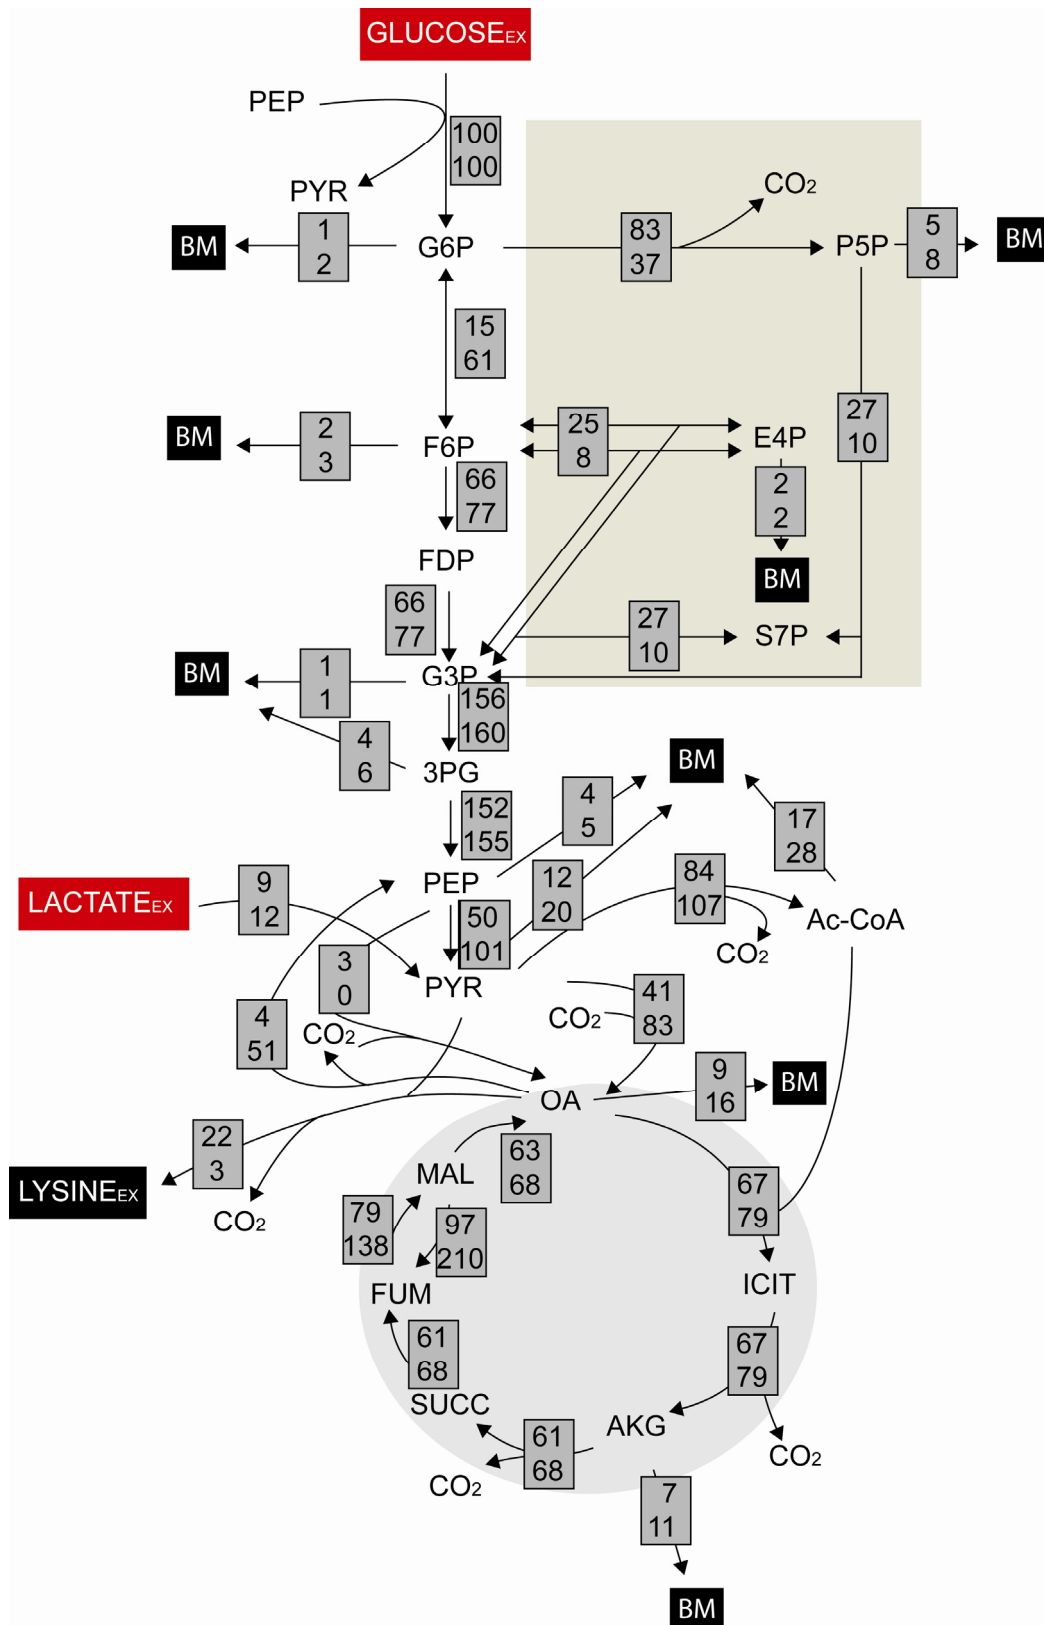 GLUCOSEEX
PEP
100
100
PYR
CO2
BM
1
2
G6P
83
37
P5P
5
8
BM
15
61
BM
2
3
F6P
25
8
E4P
27
10
66
77
2
2
FDP
BM
66
77
27
10
S7P
BM
1
1
G3P
156
160
4
6
3PG
BM
152
155
4
5
17
28
LACTATEEX
9
12
PEP
12
20
84
107
Ac-CoA
50
101
CO2
3
0
PYR
41
83
CO2
4
51
CO2
9
16
BM
OA
22
3
63
68
LYSINEEX
MAL
67
79
CO2
79
138
97
210
FUM
ICIT
61
68
67
79
SUCC
AKG
61
68
CO2
CO2
7
11
BM